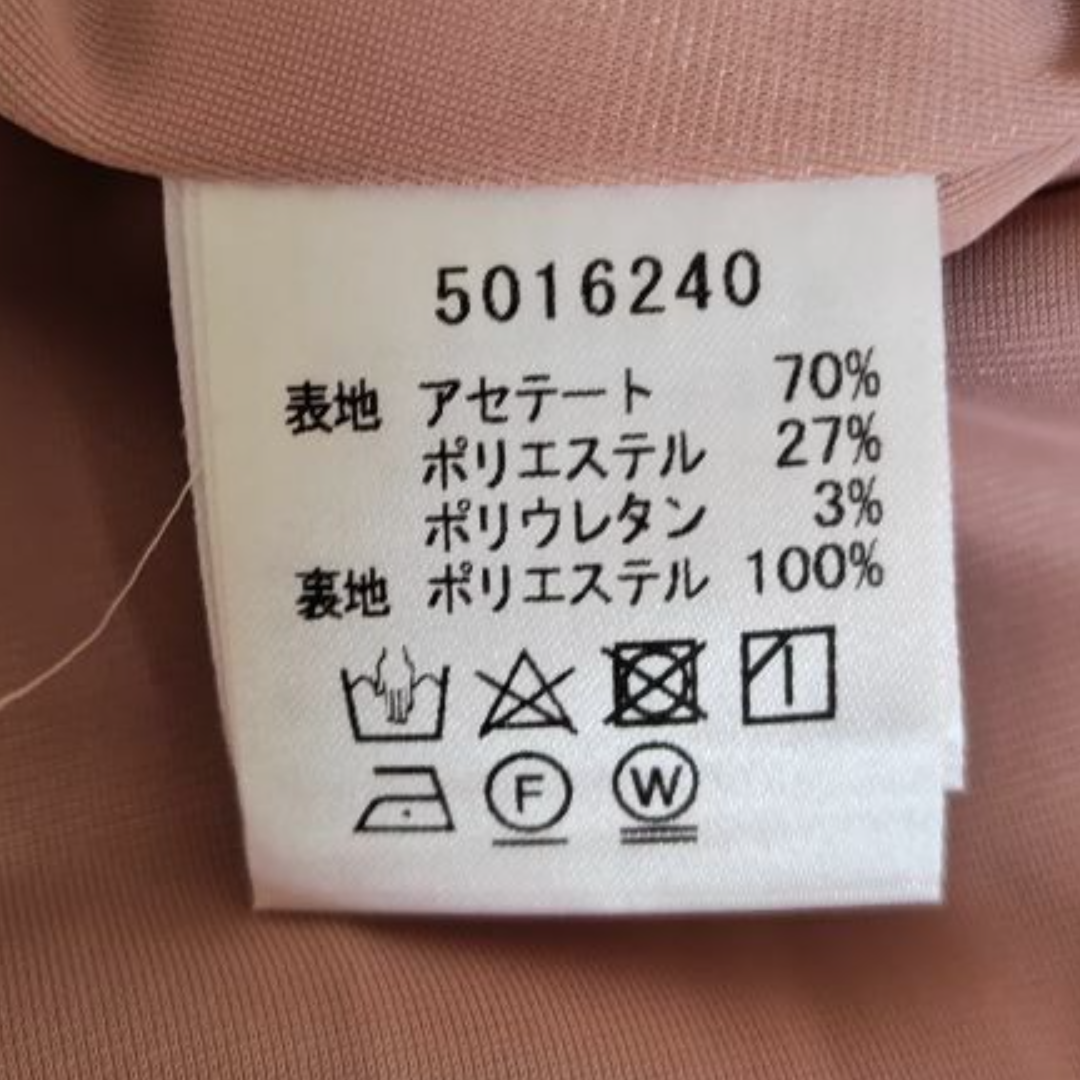 5016240
表地 アセテート 70%
ポリエステル 27%
ポリウレタン 3%
裏地 ポリエステル 100%
F W